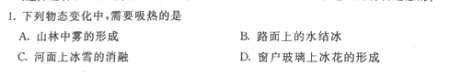 1. 下列物态变化中,需要吸热的是
A. 山林中雾的形成 B. 路面上的水结冰
C. 河面上冰雪的消融 D. 窗户玻璃上冰花的形成